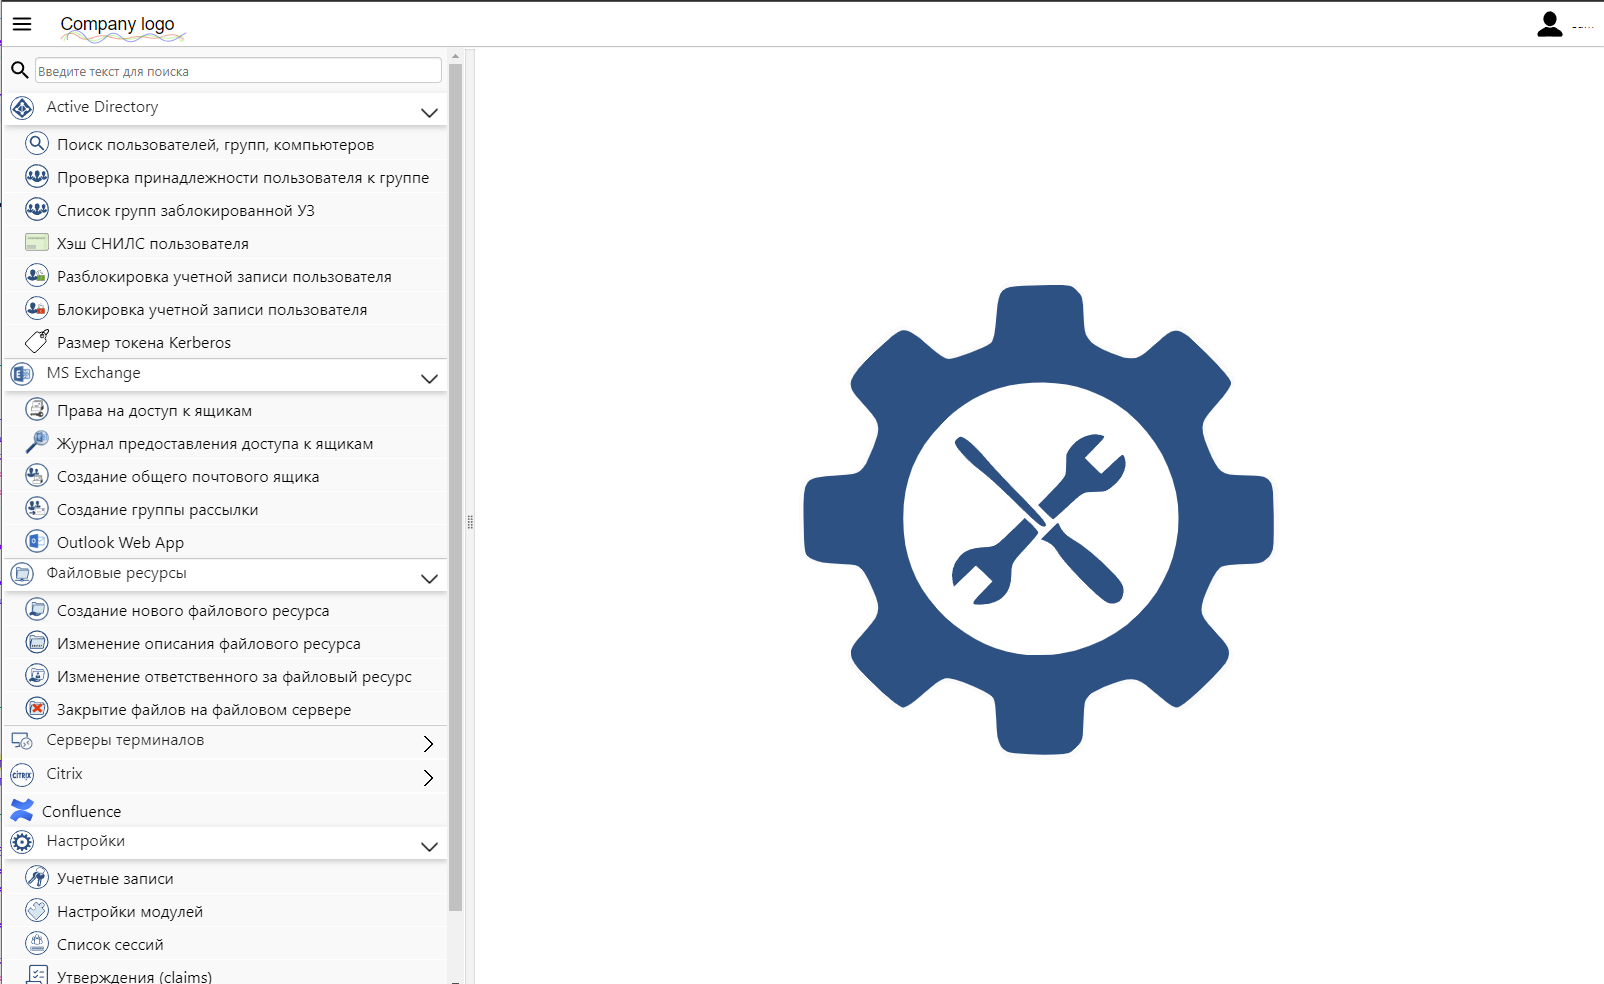 Company logo
Введите текст для поиска
Active Directory
Поиск пользователей, групп, компьютеров
Проверка принадлежности пользователя к группе
Список групп заблокированной УЗ
Хэш СНИЛС пользователя
Разблокировка учетной записи пользователя
Блокировка учетной записи пользователя
Размер токена Kerberos
MS Exchange
Права на доступ к ящикам
Журнал предоставления доступа к ящикам
Создание общего почтового ящика
Создание группы рассылки
Outlook Web App
Файловые ресурсы
Создание нового файлового ресурса
Изменение описания файлового ресурса
Изменение ответственного за файловый ресурс
Закрытие файлов на файловом сервере
Серверы терминалов
CITRIX Citrix
Confluence
Настройки
Учетные записи
Настройки модулей
Список сессий
Утверждения (claims)